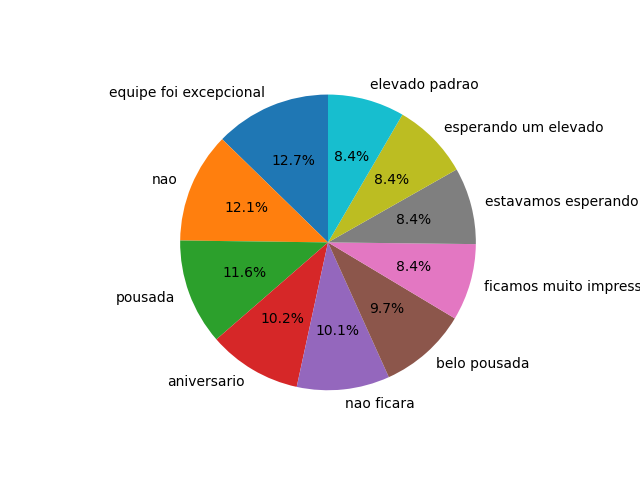 elevado padrao
equipe foi excepcional
esperando um elevado
8.4%
12.7%
8.4%
nao
estavamos esperando
12.1%
8.4%
8.4%
11.6%
ficamos muito impress
pousada
9.7%
10.2%
10.1%
belo pousada
aniversario
nao ficara